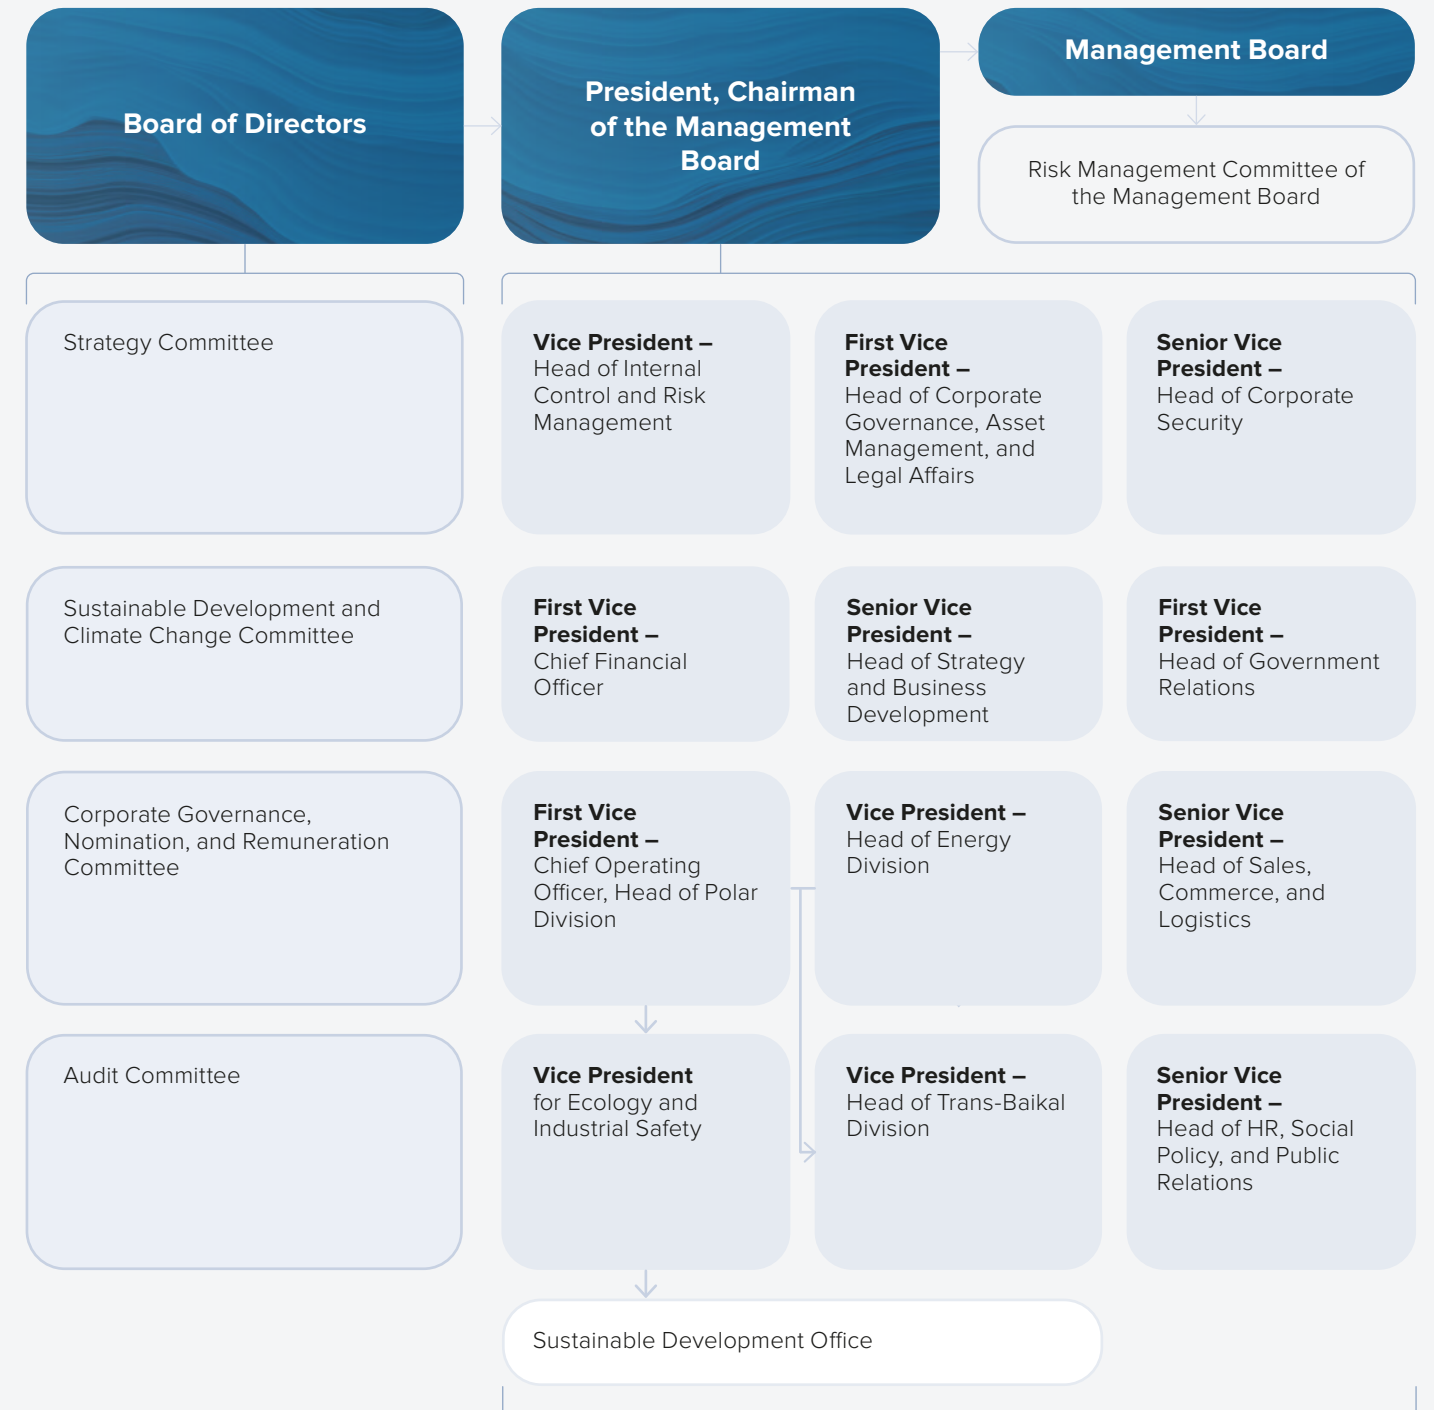 Board of Directors
President, Chairman
of the Management
Board
Management Board
Risk Management Committee of
the Management Board
Strategy Committee
Vice President –
Head of Internal
Control and Risk
Management
First Vice
President –
Head of Corporate
Governance, Asset
Management, and
Legal Affairs
Senior Vice
President –
Head of Corporate
Security
Sustainable Development and
Climate Change Committee
First Vice
President –
Chief Financial
Officer
Senior Vice
President –
Head of Strategy
and Business
Development
First Vice
President –
Head of Government
Relations
Corporate Governance,
Nomination, and Remuneration
Committee
First Vice
President –
Chief Operating
Officer, Head of Polar
Division
Vice President –
Head of Energy
Division
Senior Vice
President –
Head of Sales,
Commerce, and
Logistics
Audit Committee
Vice President
for Ecology and
Industrial Safety
Vice President –
Head of Trans-Baikal
Division
Senior Vice
President –
Head of HR, Social
Policy, and Public
Relations
Sustainable Development Office